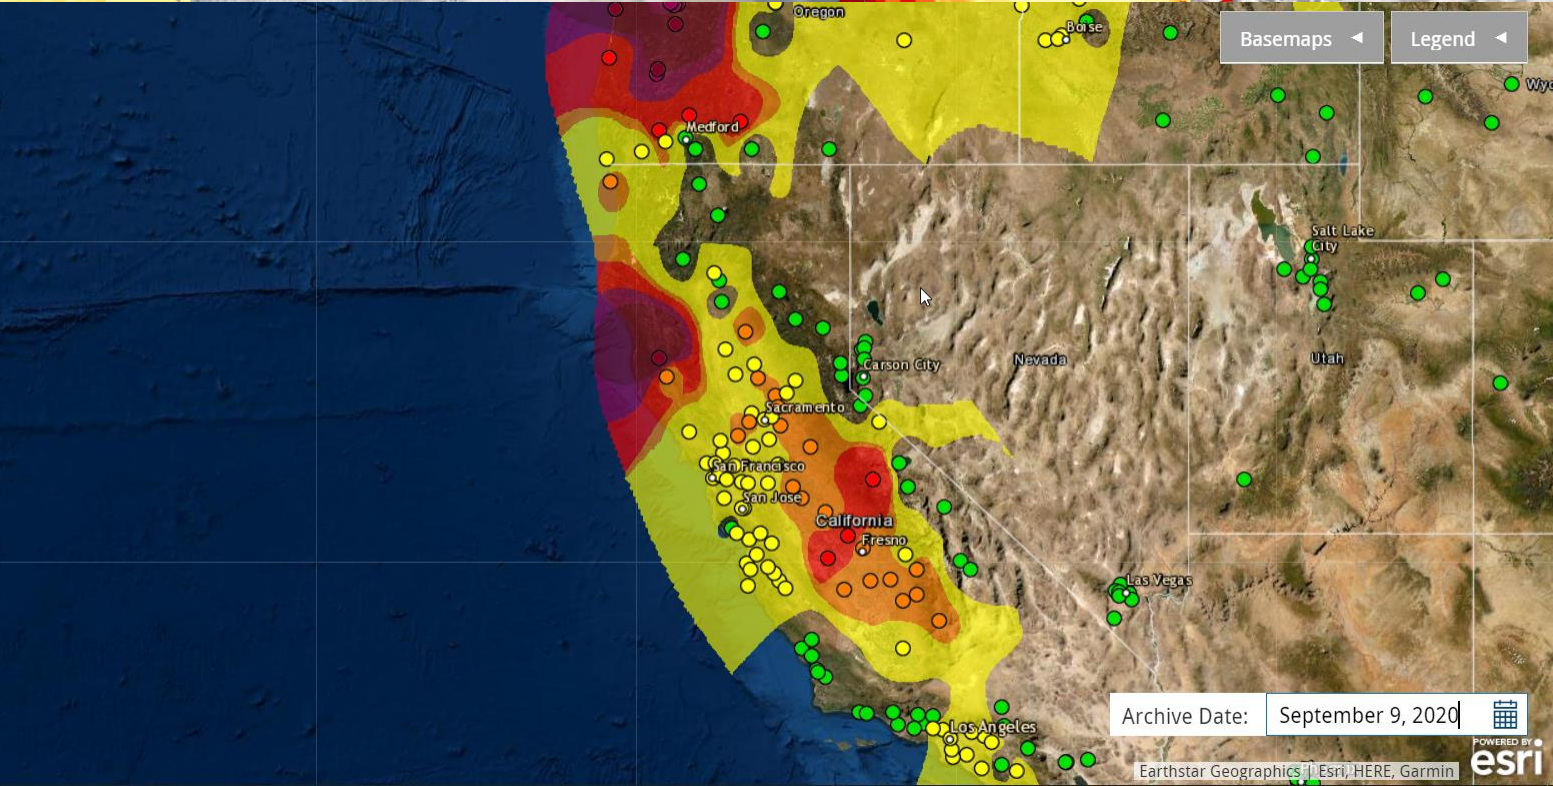 Oregon
Boise
Basemaps
Legend
Medford
Salt Lake
City
Carson City
Nevada
Utah
Sacramento
San Francisco
San Jose
California
Fresno
Las Vegas
Los Angeles
Archive Date: September 9, 2020
POWERED BY
esri
Earthstar Geographics | Esri, HERE, Garmin